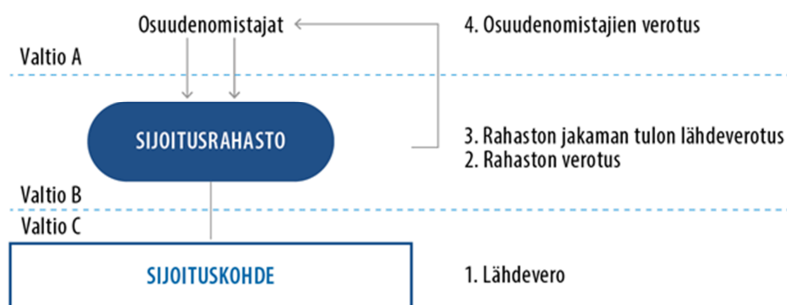 Osuudenomistajat
4. Osuudenomistajien verotus
Valtio A
SIJOITUSRAHASTO
3. Rahaston jakaman tulon lähdeverotus
2. Rahaston verotus
Valtio B
Valtio C
SIJOITUSKOHDE
1. Lähdevero